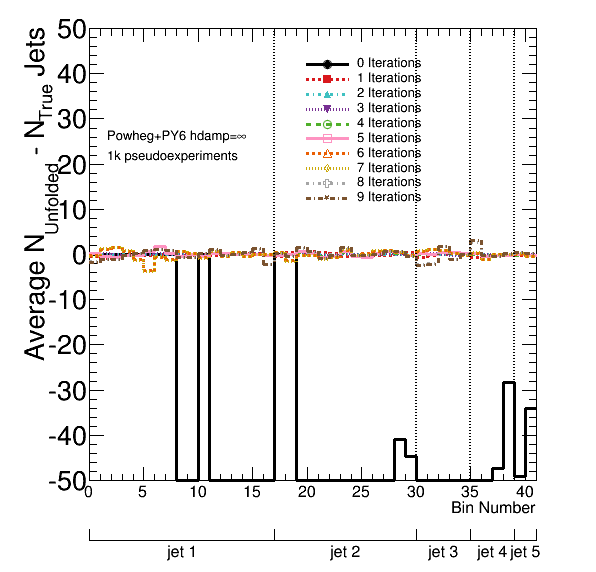 Average N_Unfolded - N_True Jets
50
40
30
20
10
0
-10
-20
-30
-40
-50
0 Iterations
1 Iterations
2 Iterations
3 Iterations
4 Iterations
5 Iterations
6 Iterations
7 Iterations
8 Iterations
9 Iterations
Powheg+PY6 hdamp=∞
1k pseudoexperiments
0 5 10 15 20 25 30 35 40
Bin Number
jet 1 jet 2 jet 3 jet 4 jet 5